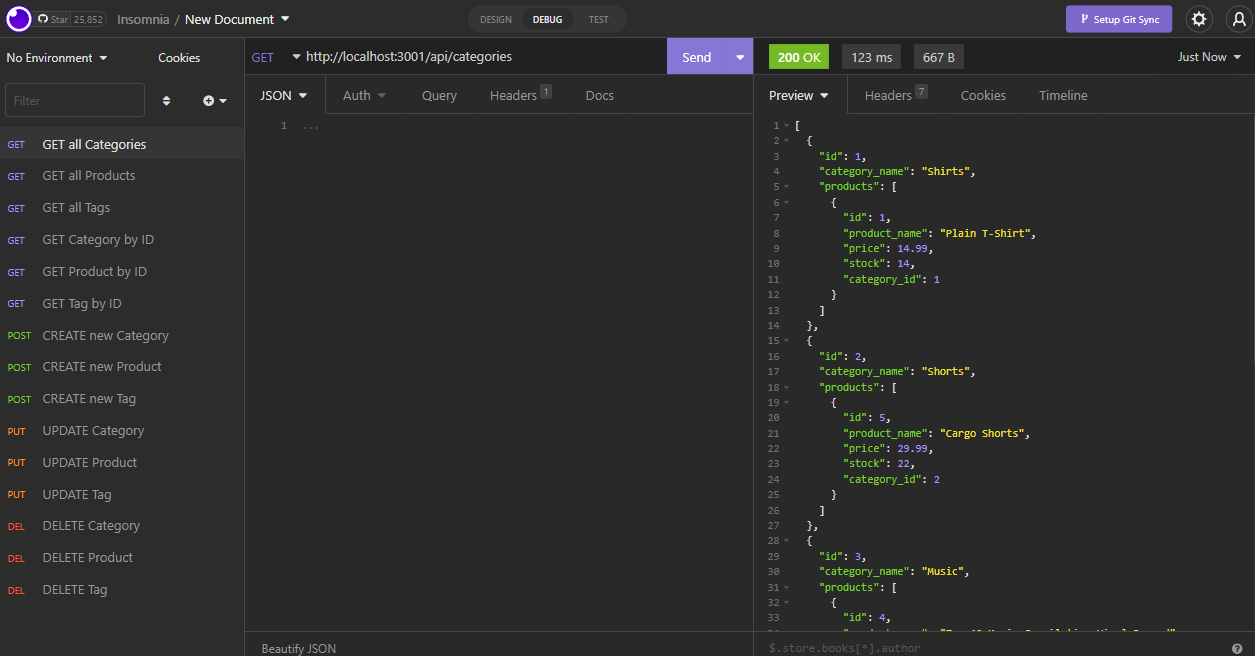 Star 25,852 Insomnia / New Document DESIGN DEBUG TEST Setup Git Sync
No Environment Cookies
GET http://localhost:3001/api/categories Send
200 OK 123 ms 667 B Just Now
Filter
JSON Auth Query Headers 1 Docs
Preview Headers 7 Cookies Timeline
GET GET all Categories
GET GET all Products
GET GET all Tags
GET GET Category by ID
GET GET Product by ID
GET GET Tag by ID
POST CREATE new Category
POST CREATE new Product
POST CREATE new Tag
PUT UPDATE Category
PUT UPDATE Product
PUT UPDATE Tag
DEL DELETE Category
DEL DELETE Product
DEL DELETE Tag
1 ...
Beautify JSON
1 [
2 {
3 "id": 1,
4 "category_name": "Shirts",
5 "products": [
6 {
7 "id": 1,
8 "product_name": "Plain T-Shirt",
9 "price": 14.99,
10 "stock": 14,
11 "category_id": 1
12 }
13 ]
14 },
15 {
16 "id": 2,
17 "category_name": "Shorts",
18 "products": [
19 {
20 "id": 5,
21 "product_name": "Cargo Shorts",
22 "price": 29.99,
23 "stock": 22,
24 "category_id": 2
25 }
26 ]
27 },
28 {
29 "id": 3,
30 "category_name": "Music",
31 "products": [
32 {
33 "id": 4,
$.store.books[*].author